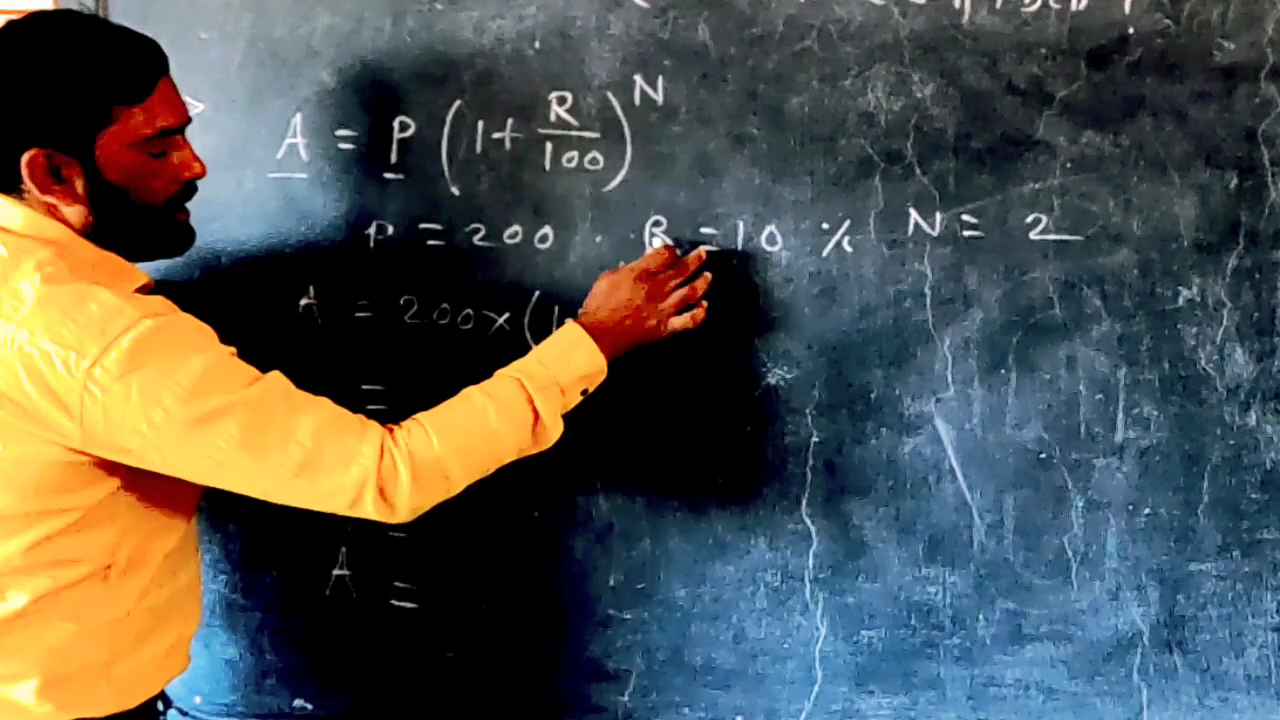 A = P (1 + R/100)^N
P = 200 . R = 10 % N = 2
A = 200 × (1
=
=
A =